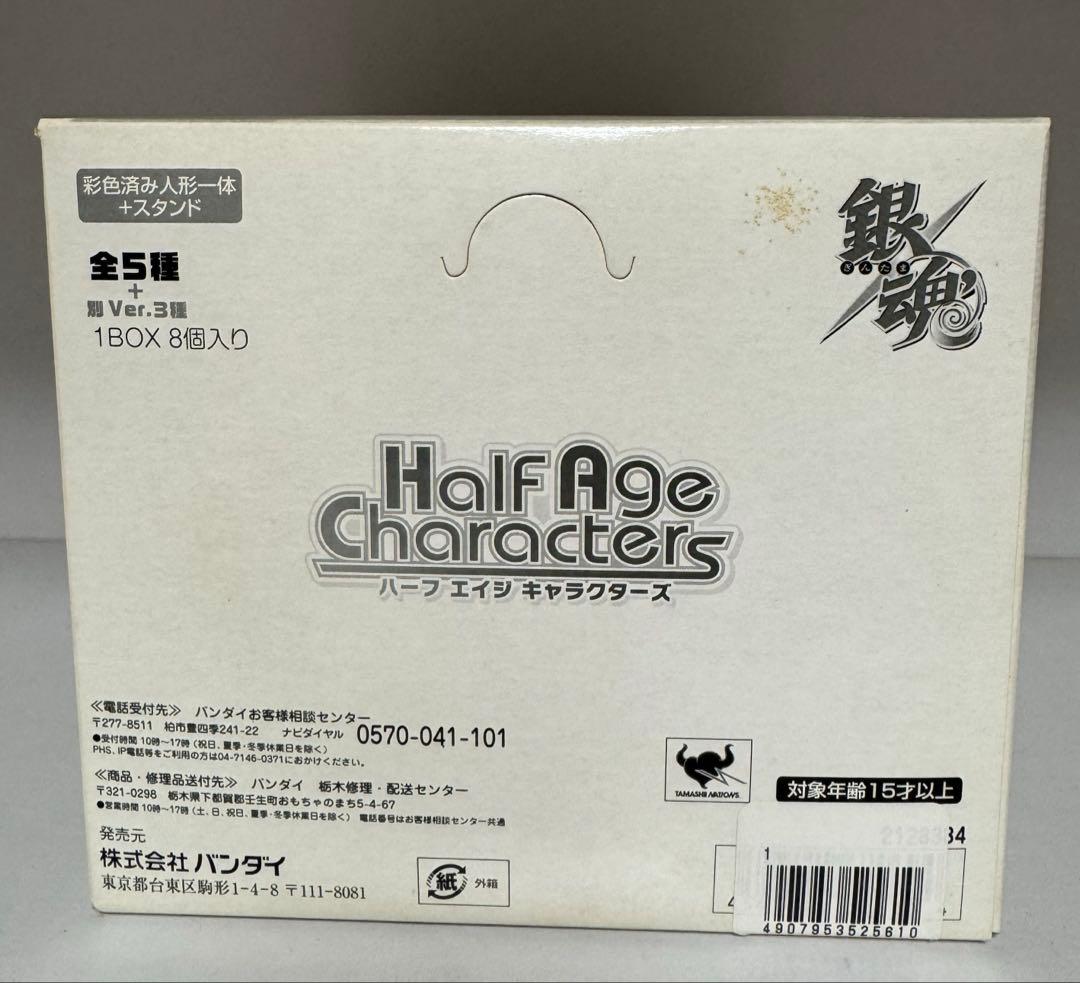 彩色済み人形一体
+スタンド
全5種
+
別Ver.3種
1BOX 8個入り
銀魂
ぎんたま
Half Age
Characters
ハーフ エイジ キャラクターズ
≪電話受付先≫ バンダイお客様相談センター
〒277-8511 柏市豊四季241-22 ナビダイヤル 0570-041-101
●受付時間 10時〜17時(祝日、夏季・冬季休業日を除く)
PHS、IP電話等をご利用の方は04-7146-0371におかけください。
≪商品・修理品送付先≫ バンダイ 栃木修理・配送センター
〒321-0298 栃木県下都賀郡壬生町おもちゃのまち5-4-67
●営業時間 10時〜17時(土、日、祝日、夏季・冬季休業日を除く) 電話番号はお客様相談センター共通
発売元
株式会社 バンダイ
東京都台東区駒形1-4-8 〒111-8081
紙 外箱
TAMASHII NATIONS
対象年齢15才以上
1
4907953525610